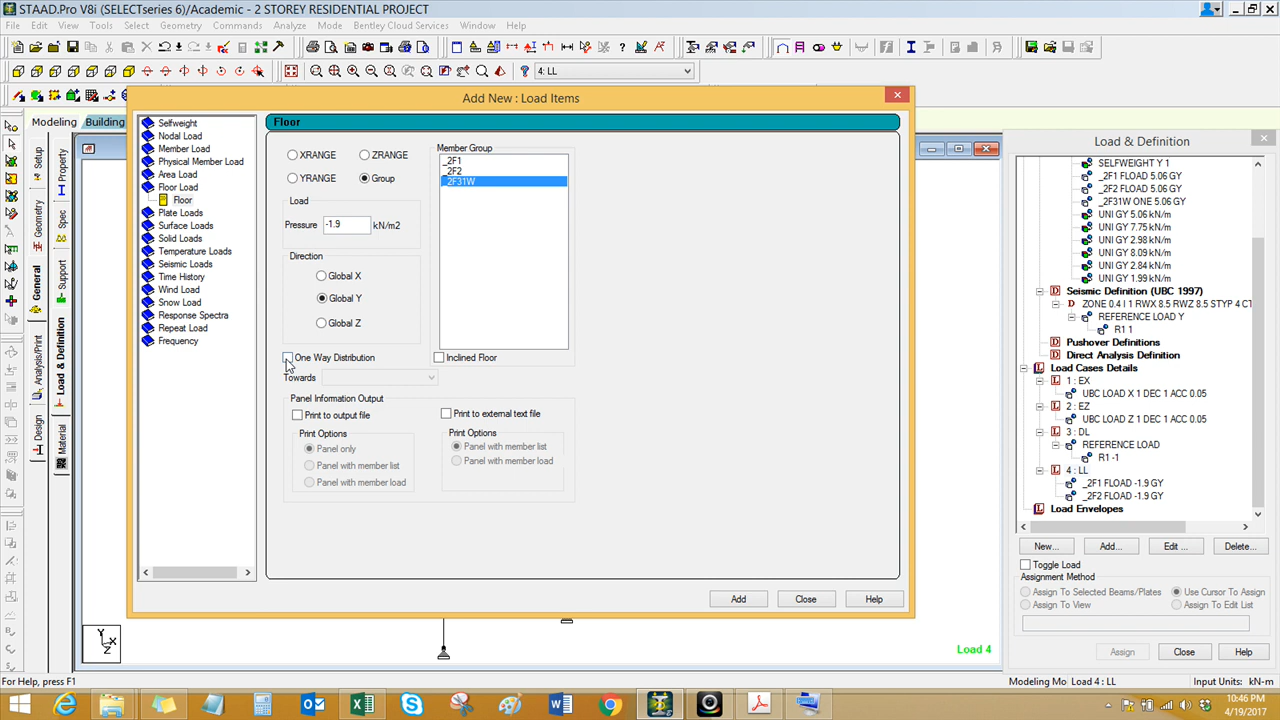 STAAD.Pro V8i (SELECTseries 6)/Academic - 2 STOREY RESIDENTIAL PROJECT
File Edit View Tools Select Geometry Commands Analyze Mode Bentley Cloud Services Window Help
4: LL
Modeling Building
Add New : Load Items
Selfweight
Nodal Load
Member Load
Physical Member Load
Area Load
Floor Load
Floor
Plate Loads
Surface Loads
Solid Loads
Temperature Loads
Seismic Loads
Time History
Wind Load
Snow Load
Response Spectra
Repeat Load
Frequency
Floor
XRANGE ZRANGE
YRANGE Group
Load
Pressure -1.9 kN/m2
Direction
Global X
Global Y
Global Z
One Way Distribution
Towards
Member Group
_2F1
_2F2
_2F31W
Inclined Floor
Panel Information Output
Print to output file
Print Options
Panel only
Panel with member list
Panel with member load
Print to external text file
Print Options
Panel with member list
Panel with member load
Add Close Help
Setup
Geometry
General
Analysis/Print
Design
Property
Spec
Support
Load & Definition
Material
Load & Definition
SELFWEIGHT Y 1
_2F1 FLOAD 5.06 GY
_2F2 FLOAD 5.06 GY
_2F31W ONE 5.06 GY
UNI GY 5.06 kN/m
UNI GY 7.75 kN/m
UNI GY 2.98 kN/m
UNI GY 8.09 kN/m
UNI GY 2.84 kN/m
UNI GY 1.99 kN/m
Seismic Definition (UBC 1997)
ZONE 0.4 I 1 RWX 8.5 RWZ 8.5 STYP 4 CT
REFERENCE LOAD Y
R1 1
Pushover Definitions
Direct Analysis Definition
Load Cases Details
1 : EX
UBC LOAD X 1 DEC 1 ACC 0.05
2 : EZ
UBC LOAD Z 1 DEC 1 ACC 0.05
3 : DL
REFERENCE LOAD
R1 -1
4 : LL
_2F1 FLOAD -1.9 GY
_2F2 FLOAD -1.9 GY
Load Envelopes
New... Add... Edit ... Delete...
Toggle Load
Assignment Method
Assign To Selected Beams/Plates Use Cursor To Assign
Assign To View Assign To Edit List
Assign Close Help
Y
X
Z
Load 4
For Help, press F1
Modeling Mo Load 4 : LL Input Units: kN-m
10:46 PM
4/19/2017